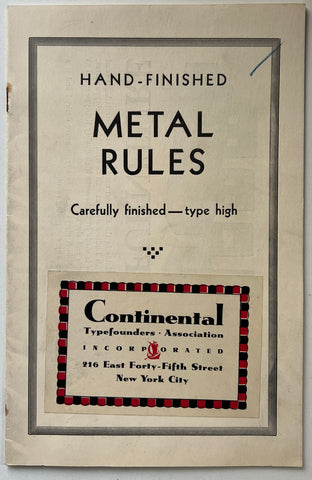 HAND-FINISHED
METAL
RULES
Carefully finished — type high
Continental
Typefounders · Association
INCORPORATED
216 East Forty-Fifth Street
New York City